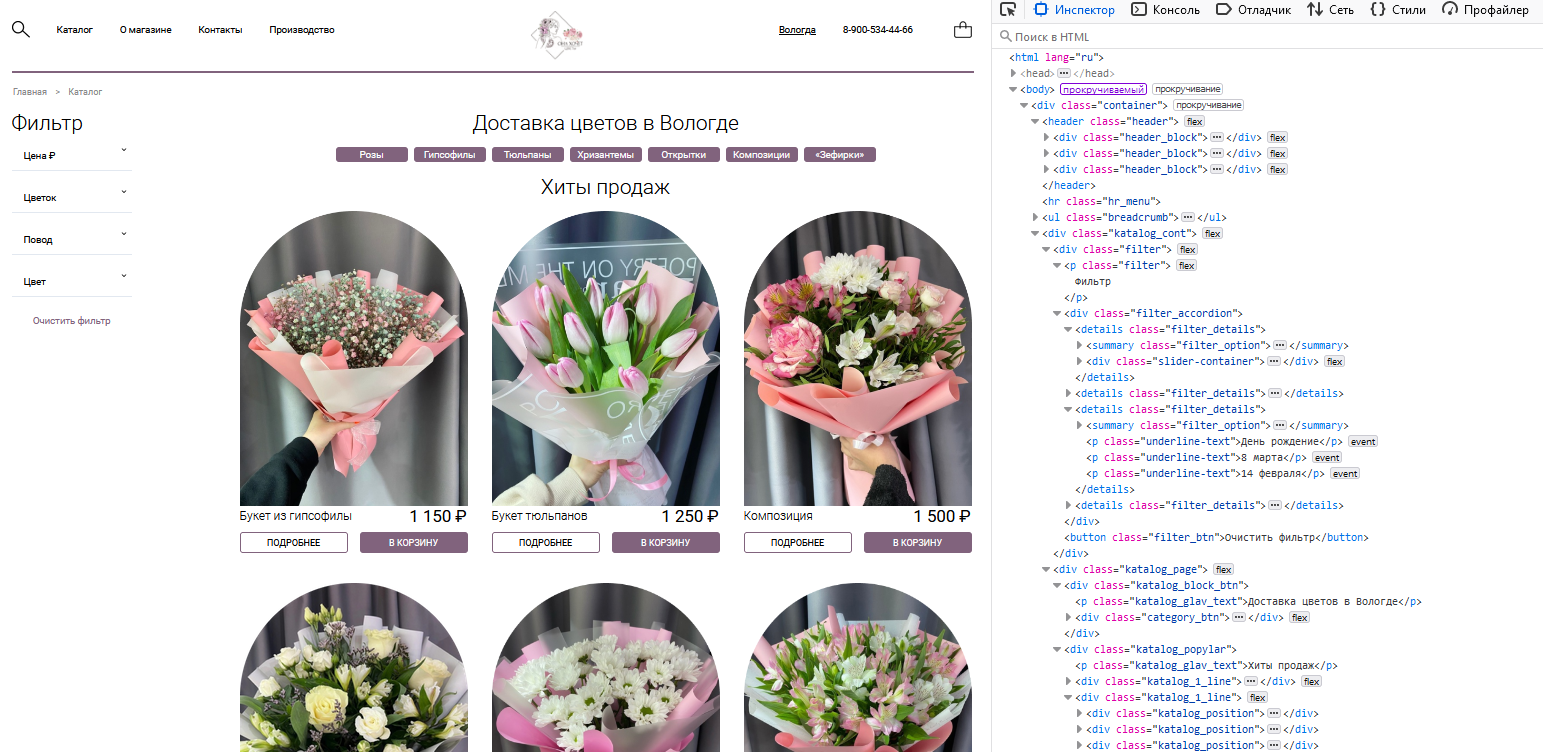 Каталог О магазине Контакты Производство Вологда 8-900-534-44-66
Главная > Каталог
Фильтр
Цена ₽
Цветок
Повод
Цвет
Очистить фильтр
Доставка цветов в Вологде
Розы Гипсофилы Тюльпаны Хризантемы Открытки Композиции «Зефирки»
Хиты продаж
POETRY ON THE ME
Букет из гипсофилы 1 150 ₽
ПОДРОБНЕЕ В КОРЗИНУ
Букет тюльпанов 1 250 ₽
ПОДРОБНЕЕ В КОРЗИНУ
Композиция 1 500 ₽
ПОДРОБНЕЕ В КОРЗИНУ
Инспектор Консоль Отладчик Сеть Стили Профайлер
Поиск в HTML
<html lang="ru">
<head> ••• </head>
<body> прокручиваемый прокручивание
<div class="container"> прокручивание
<header class="header"> flex
<div class="header_block"> ••• </div> flex
<div class="header_block"> ••• </div> flex
<div class="header_block"> ••• </div> flex
</header>
<hr class="hr_menu">
<ul class="breadcrumb"> ••• </ul>
<div class="katalog_cont"> flex
<div class="filter"> flex
<p class="filter"> flex
Фильтр
</p>
<div class="filter_accordion">
<details class="filter_details">
<summary class="filter_option"> ••• </summary>
<div class="slider-container"> ••• </div> flex
</details>
<details class="filter_details"> ••• </details>
<details class="filter_details">
<summary class="filter_option"> ••• </summary>
<p class="underline-text">День рождение</p> event
<p class="underline-text">8 марта</p> event
<p class="underline-text">14 февраля</p> event
</details>
<details class="filter_details"> ••• </details>
</div>
<button class="filter_btn">Очистить фильтр</button>
</div>
<div class="katalog_page"> flex
<div class="katalog_block_btn">
<p class="katalog_glav_text">Доставка цветов в Вологде</p>
<div class="category_btn"> ••• </div> flex
</div>
<div class="katalog_popylar">
<p class="katalog_glav_text">Хиты продаж</p>
<div class="katalog_1_line"> ••• </div> flex
<div class="katalog_1_line"> flex
<div class="katalog_position"> ••• </div>
<div class="katalog_position"> ••• </div>
<div class="katalog_position"> ••• </div>